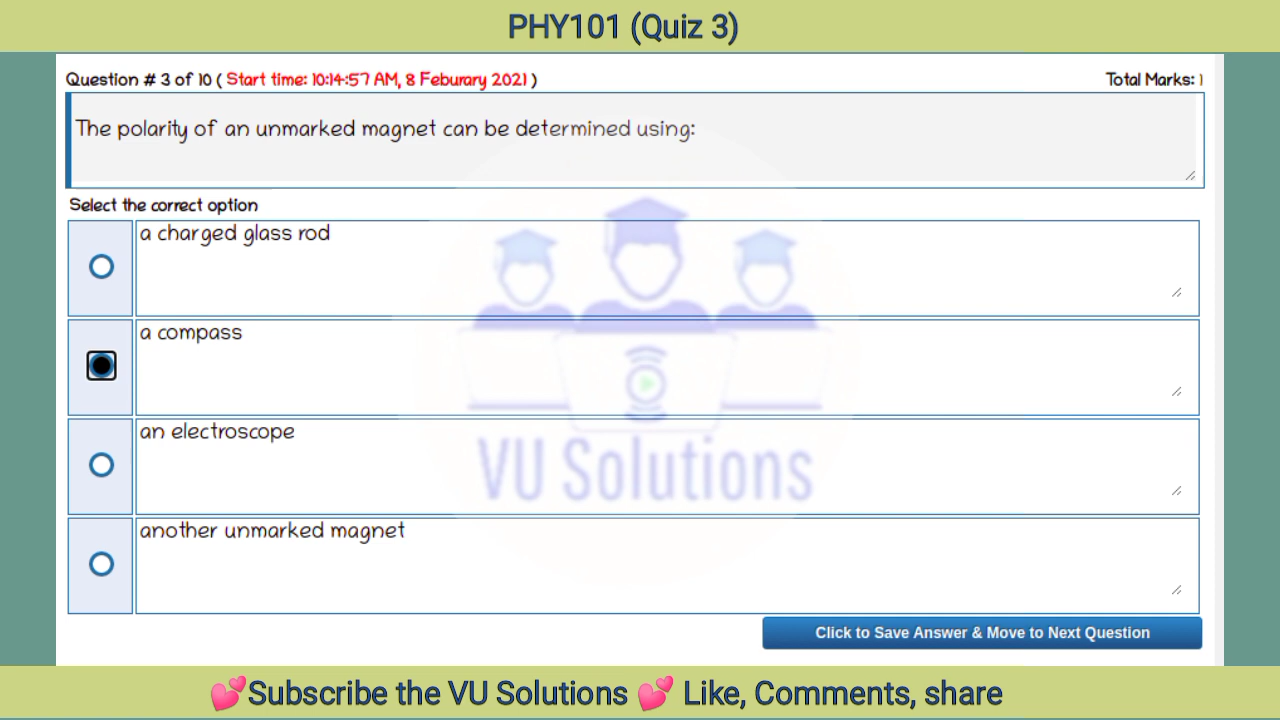 PHY101 (Quiz 3)
Question # 3 of 10 ( Start time: 10:14:57 AM, 8 Feburary 2021 )
Total Marks: 1
The polarity of an unmarked magnet can be determined using:
Select the correct option
a charged glass rod
a compass
an electroscope
VU Solutions
another unmarked magnet
Click to Save Answer & Move to Next Question
💕Subscribe the VU Solutions 💕 Like, Comments, share